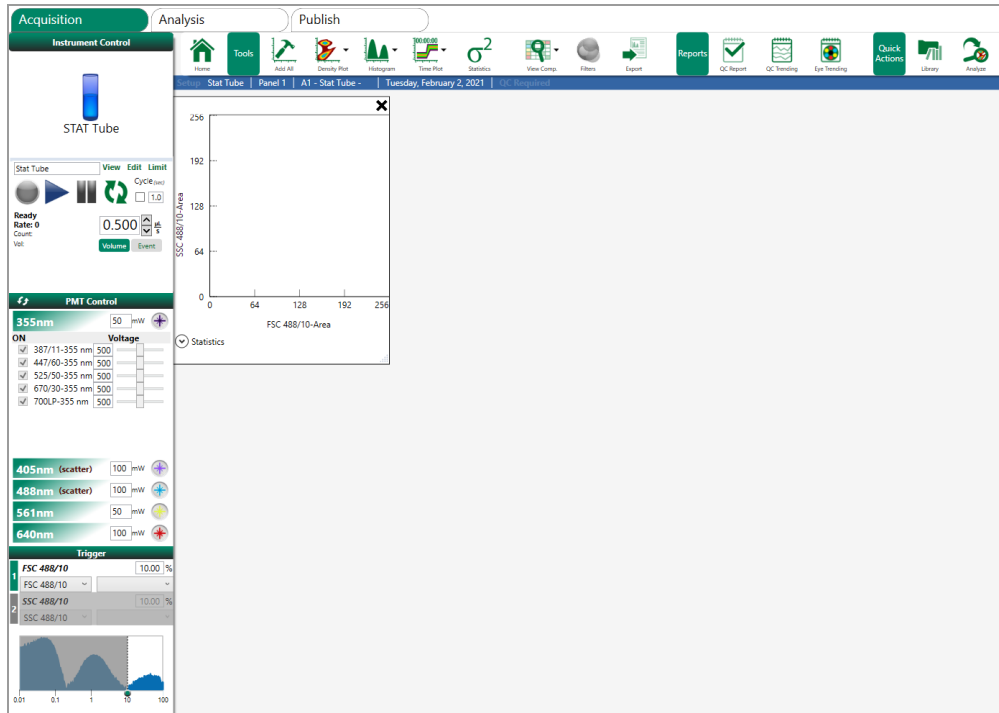 Acquisition
Analysis
Publish
Instrument Control
STAT Tube
Home
Tools
Add All
Density Plot
Histogram
00:00:00
Time Plot
σ2
Statistics
View Comp.
Filters
Export
Reports
QC Report
QC Trending
Eye Trending
Quick Actions
Library
Analyze
Setup Stat Tube | Panel 1 | A1 - Stat Tube - | Tuesday, February 2, 2021 | QC Required
Stat Tube View Edit Limit
Cycle (sec)
1.0
Ready
Rate: 0
Count:
Vol:
0.500 µL s
Volume Event
PMT Control
355nm 50 mW
ON Voltage
387/11-355 nm 500
447/60-355 nm 500
525/50-355 nm 500
670/30-355 nm 500
700LP-355 nm 500
405nm (scatter) 100 mW
488nm (scatter) 100 mW
561nm 50 mW
640nm 100 mW
Trigger
1 FSC 488/10 10.00 %
FSC 488/10
2 SSC 488/10 10.00 %
SSC 488/10
0.01 0.1 1 10 100
256
192
128
64
0
SSC 488/10-Area
0 64 128 192 256
FSC 488/10-Area
Statistics